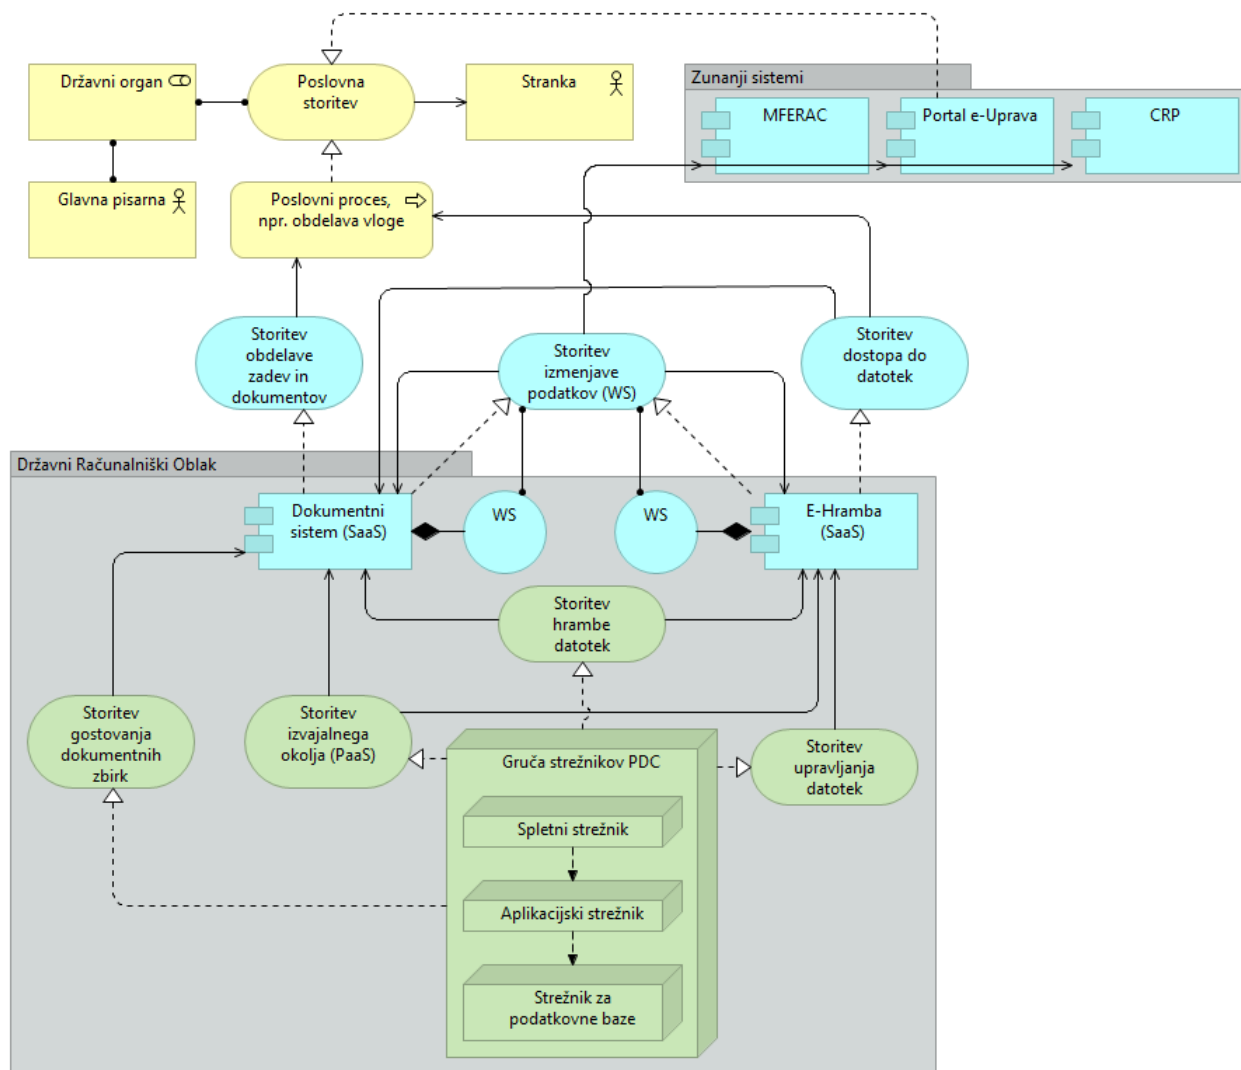 Državni organ
Poslovna
storitev
Stranka
Zunanji sistemi
MFERAC
Portal e-Uprava
CRP
Glavna pisarna
Poslovni proces,
npr. obdelava vloge
Storitev
obdelave
zadev in
dokumentov
Storitev
izmenjave
podatkov (WS)
Storitev
dostopa do
datotek
Državni Računalniški Oblak
Dokumentni
sistem (SaaS)
WS
WS
E-Hramba
(SaaS)
Storitev
hrambe
datotek
Storitev
gostovanja
dokumentnih
zbirk
Storitev
izvajalnega
okolja (PaaS)
Gruča strežnikov PDC
Storitev
upravljanja
datotek
Spletni strežnik
Aplikacijski strežnik
Strežnik za
podatkovne baze